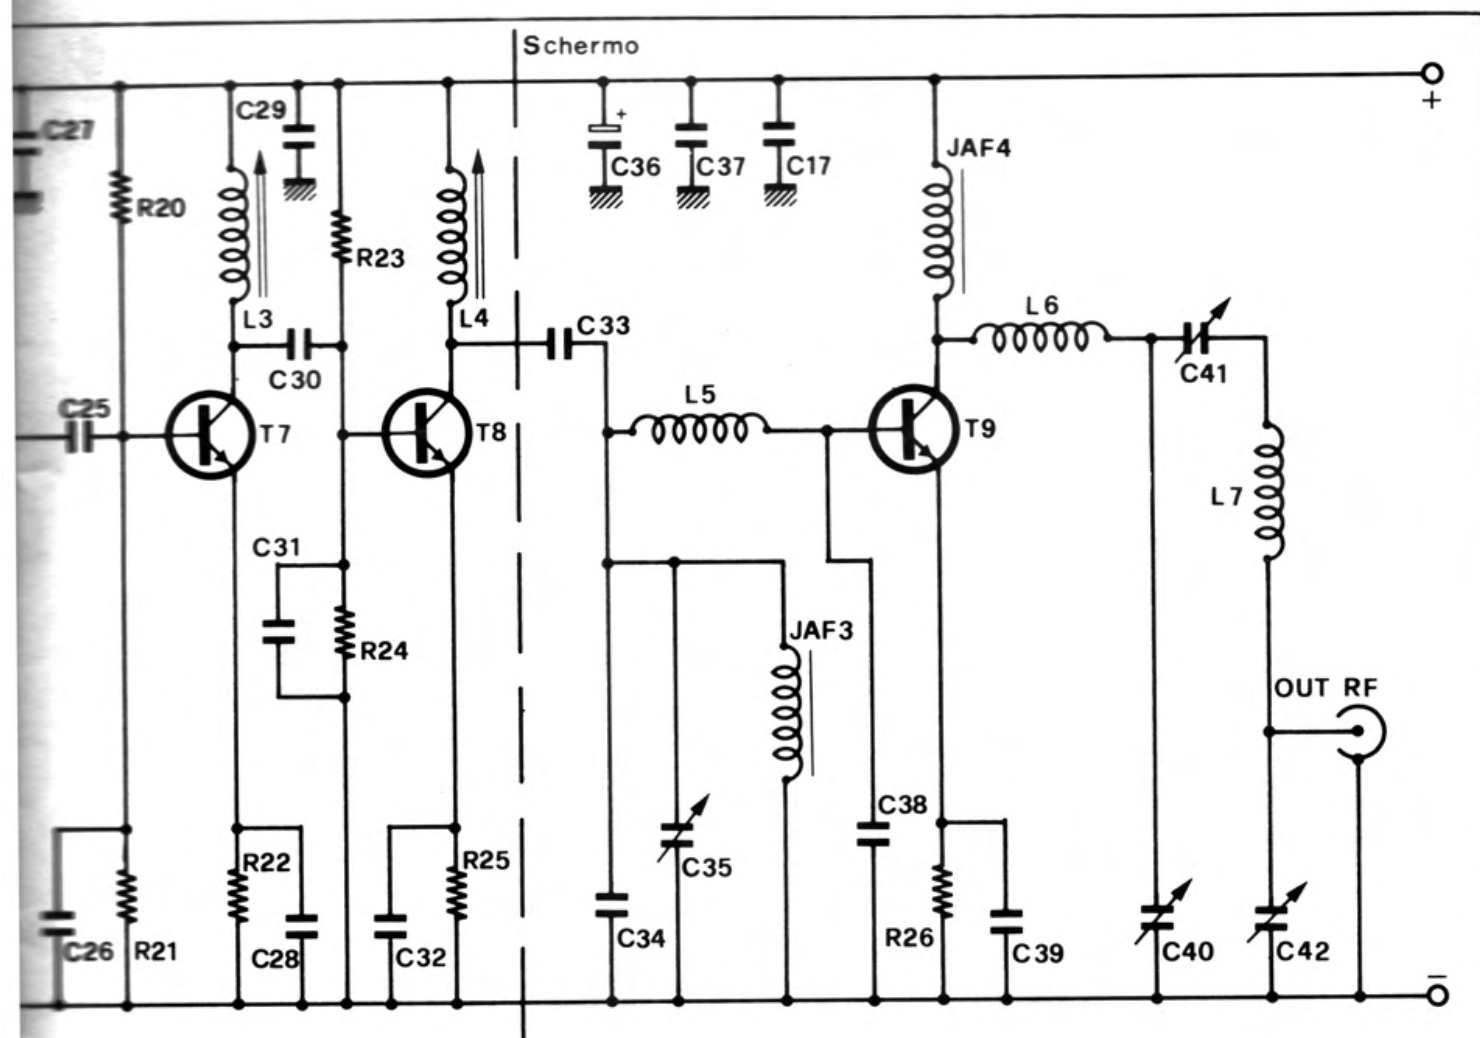 Schermo
+
C27
C29
+
C36
C37
C17
JAF4
R20
R23
L3
L4
C33
L6
C30
C41
C25
L5
T7
T8
T9
L7
C31
JAF3
R24
OUT RF
C38
R22
R25
C35
C26
R21
C28
C32
C34
R26
C39
C40
C42
−